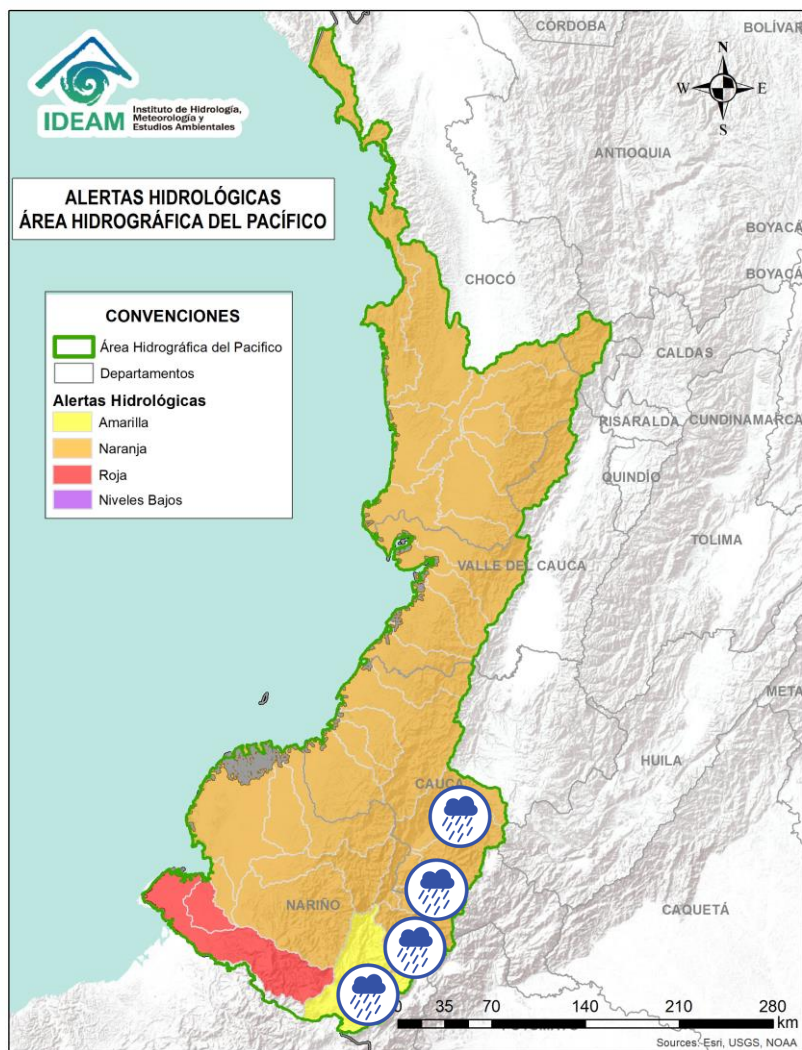 IDEAM
Instituto de Hidrología,
Meteorología y
Estudios Ambientales
ALERTAS HIDROLÓGICAS
ÁREA HIDROGRÁFICA DEL PACÍFICO
CONVENCIONES
Área Hidrográfica del Pacifico
Departamentos
Alertas Hidrológicas
Amarilla
Naranja
Roja
Niveles Bajos
N
W
E
S
CÓRDOBA
BOLÍVAR
ANTIOQUIA
BOYACÁ
BOYACÁ
CHOCÓ
CALDAS
RISARALDA
CUNDINAMARCA
QUINDÍO
TOLIMA
VALLE DEL CAUCA
META
HUILA
CAUCA
NARIÑO
CAQUETÁ
0 35 70 140 210 280
km
Sources: Esri, USGS, NOAA